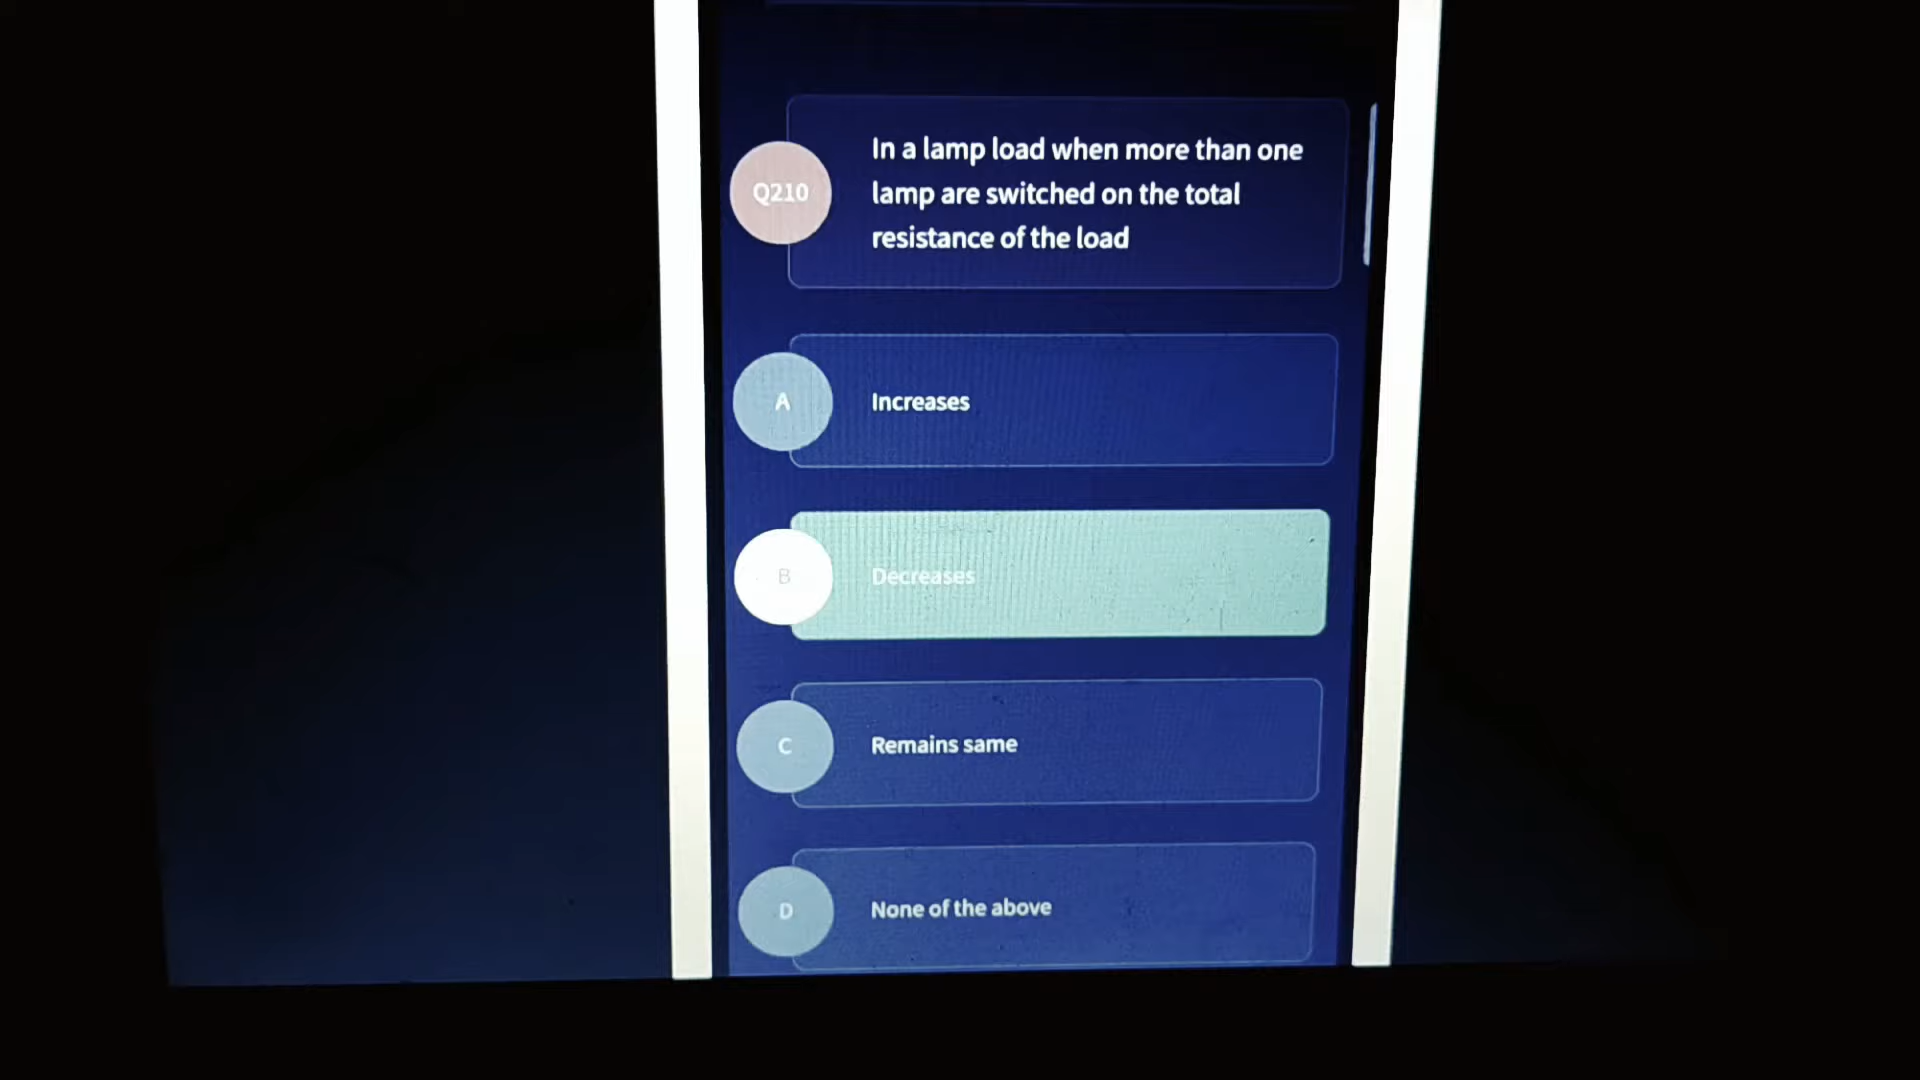 Q210
In a lamp load when more than one
lamp are switched on the total
resistance of the load
A
Increases
B
Decreases
C
Remains same
D
None of the above